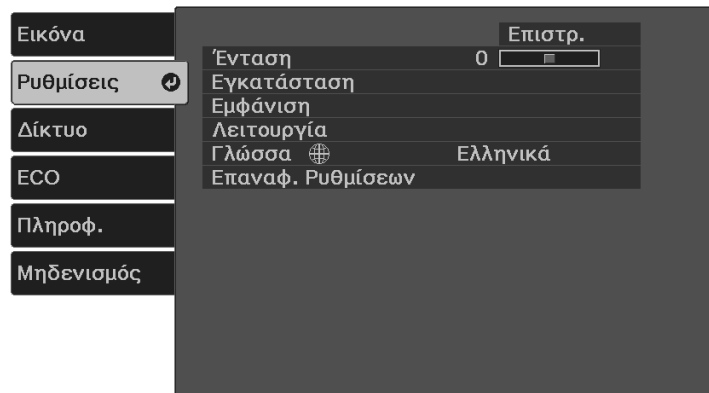 Εικόνα
Ρυθμίσεις
Δίκτυο
ECO
Πληροφ.
Μηδενισμός
Επιστρ.
Ένταση 0
Εγκατάσταση
Εμφάνιση
Λειτουργία
Γλώσσα Ελληνικά
Επαναφ. Ρυθμίσεων